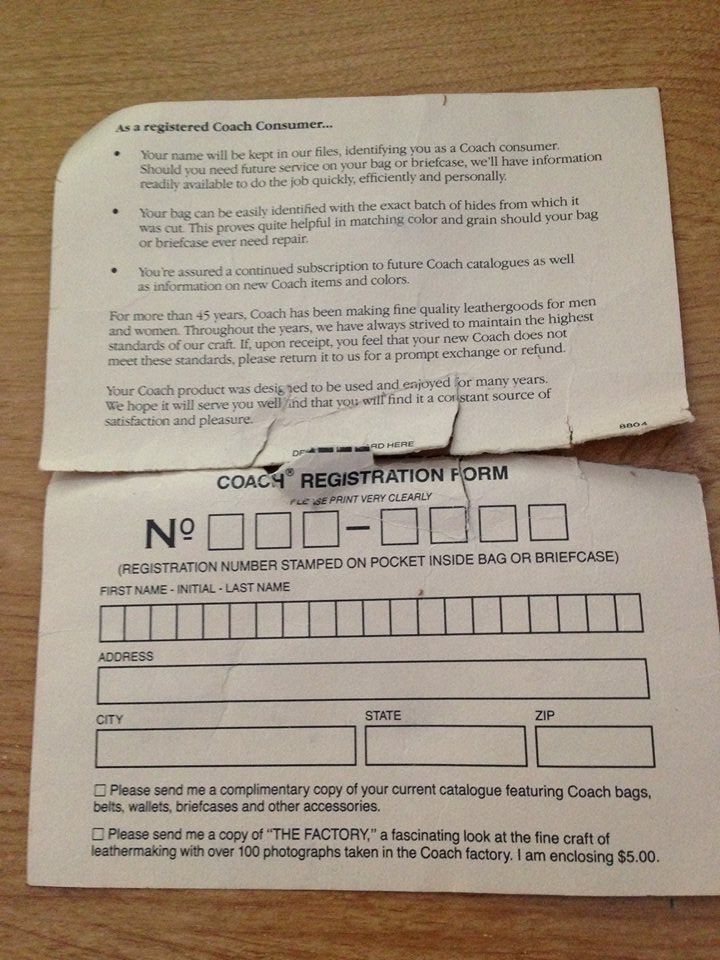 As a registered Coach Consumer...
• Your name will be kept in our files, identifying you as a Coach consumer.
Should you need future service on your bag or briefcase, we'll have information
readily available to do the job quickly, efficiently and personally.
• Your bag can be easily identified with the exact batch of hides from which it
was cut. This proves quite helpful in matching color and grain should your bag
or briefcase ever need repair.
• You're assured a continued subscription to future Coach catalogues as well
as information on new Coach items and colors.
For more than 45 years, Coach has been making fine quality leathergoods for men
and women. Throughout the years, we have always strived to maintain the highest
standards of our craft. If, upon receipt, you feel that your new Coach does not
meet these standards, please return it to us for a prompt exchange or refund.
Your Coach product was designed to be used and enjoyed for many years.
We hope it will serve you well and that you will find it a constant source of
satisfaction and pleasure.
8804
HERE
COACH® REGISTRATION FORM
PLEASE PRINT VERY CLEARLY
Nº –
(REGISTRATION NUMBER STAMPED ON POCKET INSIDE BAG OR BRIEFCASE)
FIRST NAME - INITIAL - LAST NAME
ADDRESS
CITY STATE ZIP
☐ Please send me a complimentary copy of your current catalogue featuring Coach bags,
belts, wallets, briefcases and other accessories.
☐ Please send me a copy of "THE FACTORY," a fascinating look at the fine craft of
leathermaking with over 100 photographs taken in the Coach factory. I am enclosing $5.00.